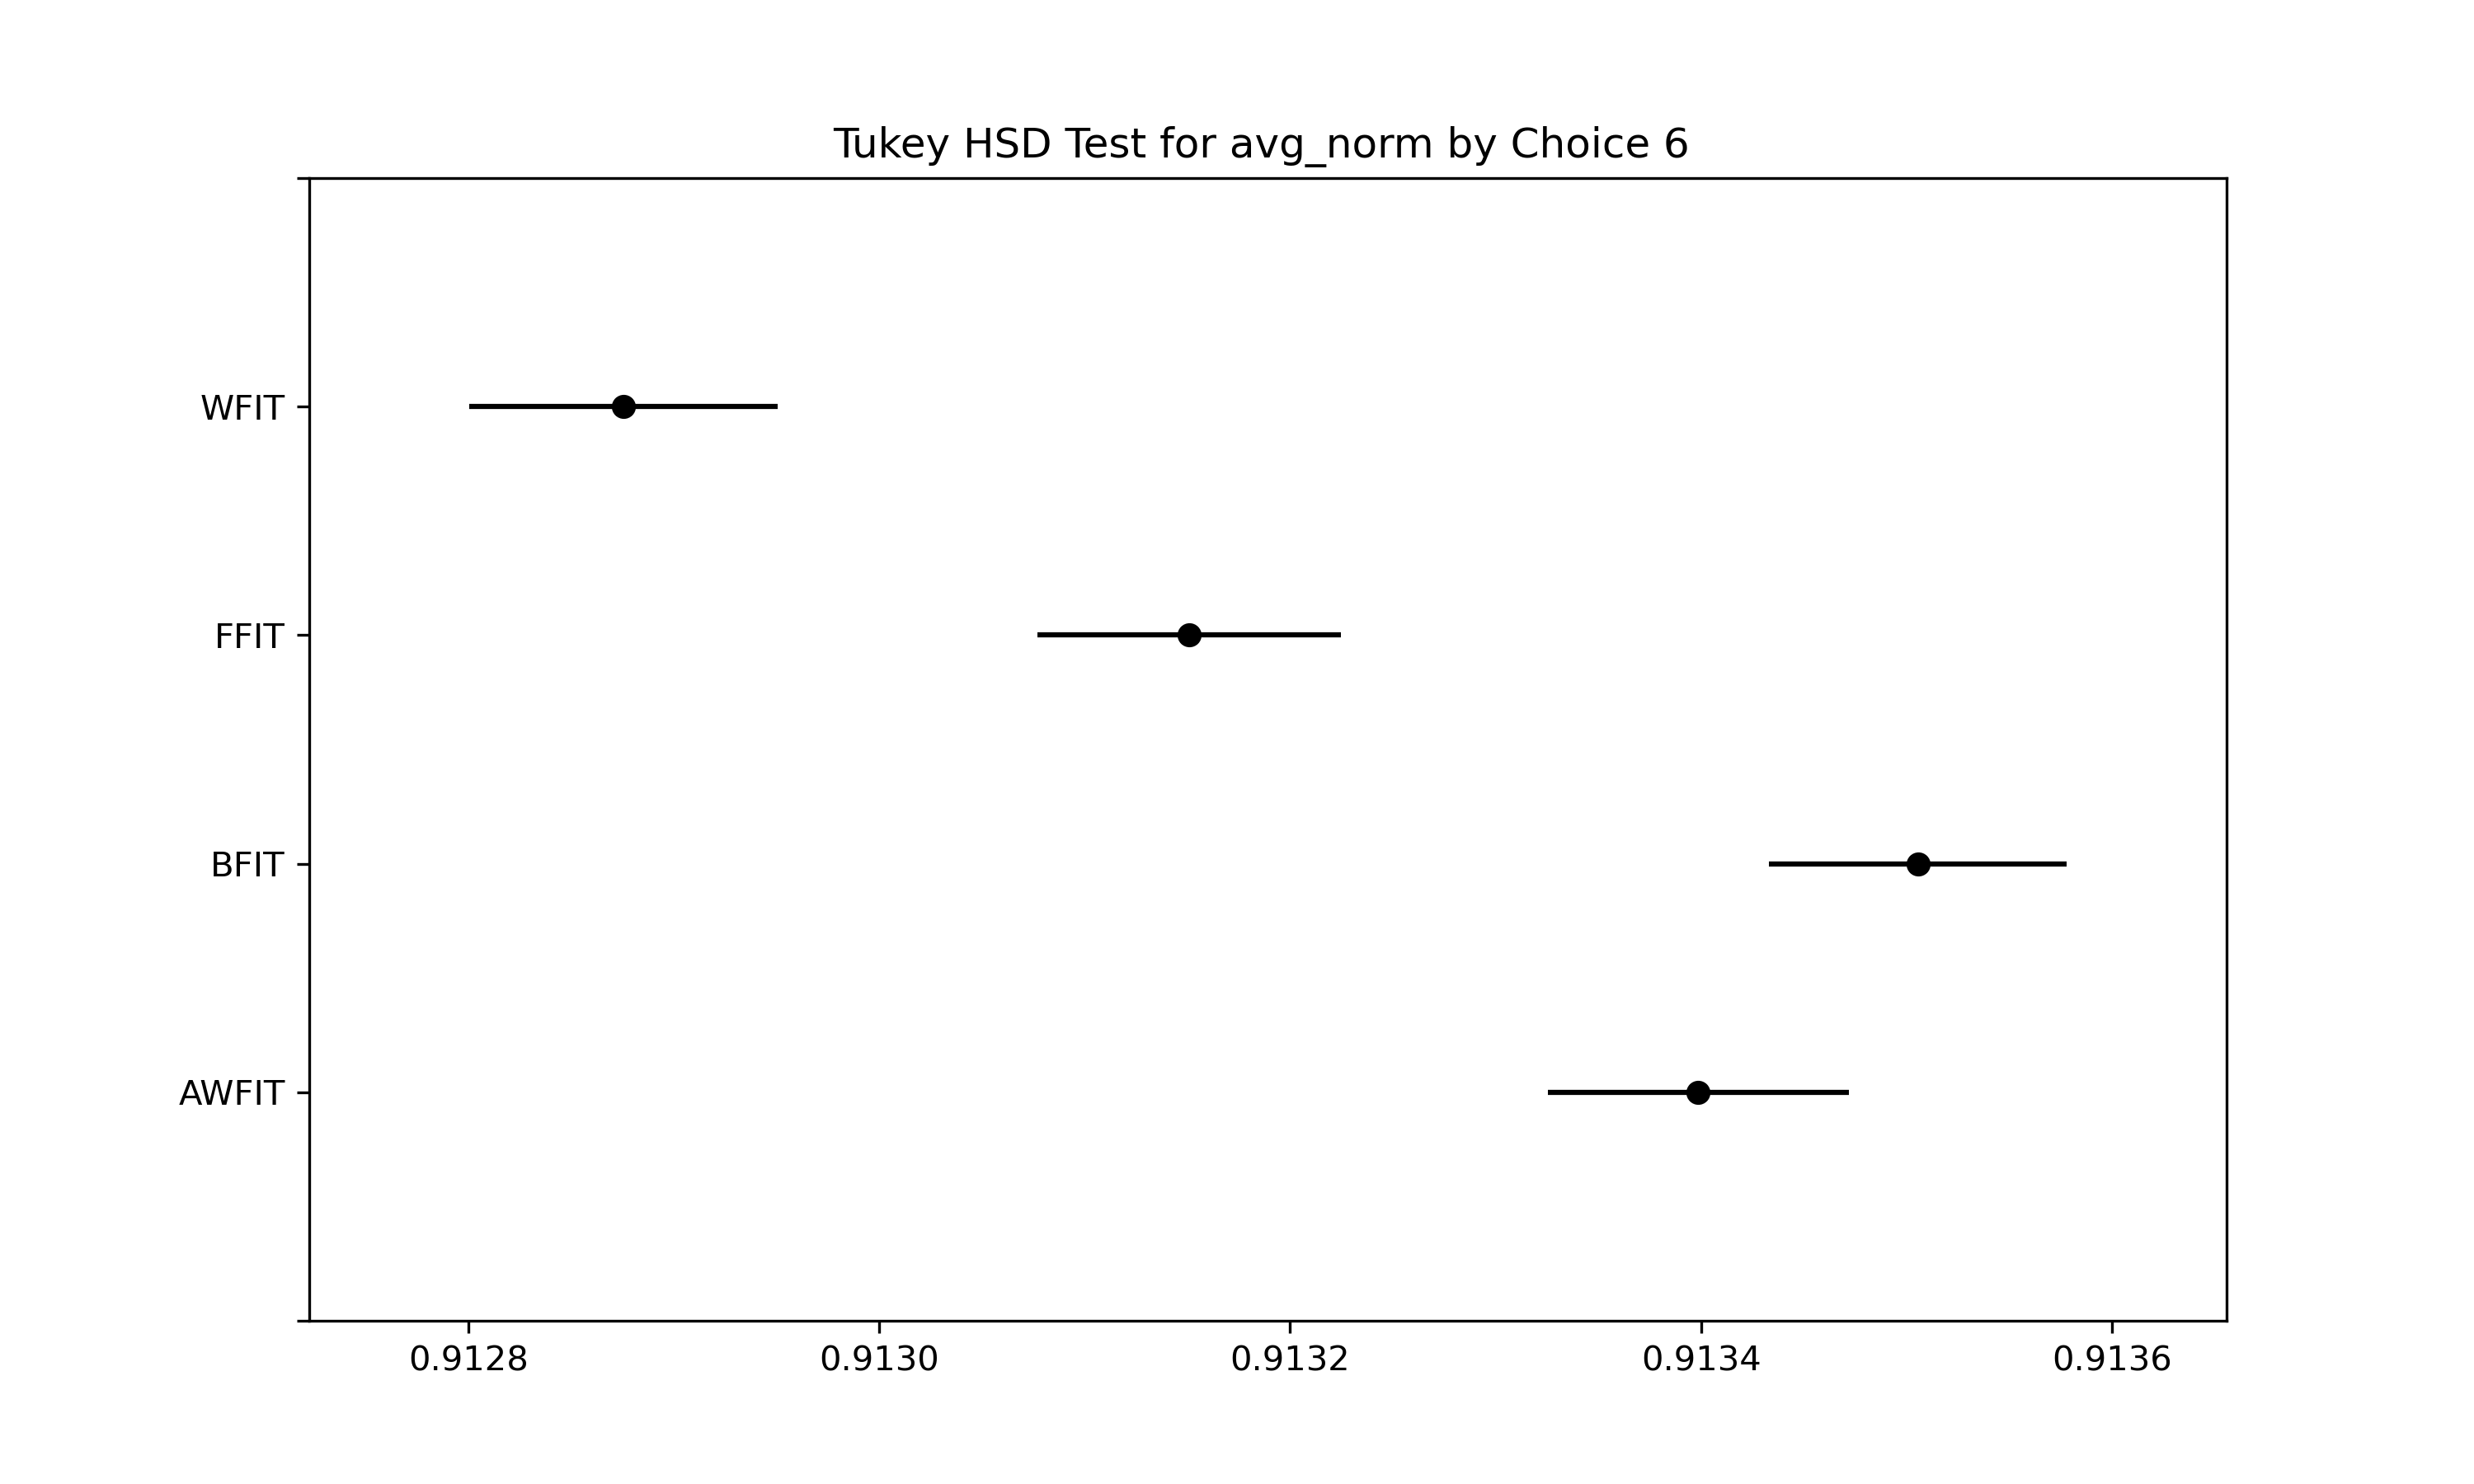 Tukey HSD Test for avg_norm by Choice 6
WFIT
FFIT
BFIT
AWFIT
0.9128 0.9130 0.9132 0.9134 0.9136